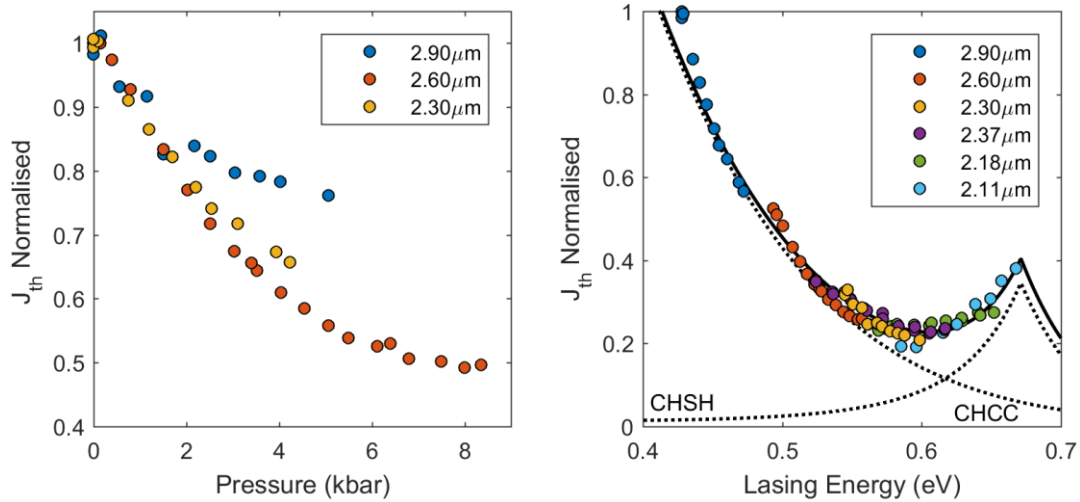 J_th Normalised
1
0.9
0.8
0.7
0.6
0.5
0.4
0
2
4
6
8
Pressure (kbar)
2.90μm
2.60μm
2.30μm
J_th Normalised
1
0.8
0.6
0.4
0.2
0
0.4
0.5
0.6
0.7
Lasing Energy (eV)
2.90μm
2.60μm
2.30μm
2.37μm
2.18μm
2.11μm
CHSH
CHCC